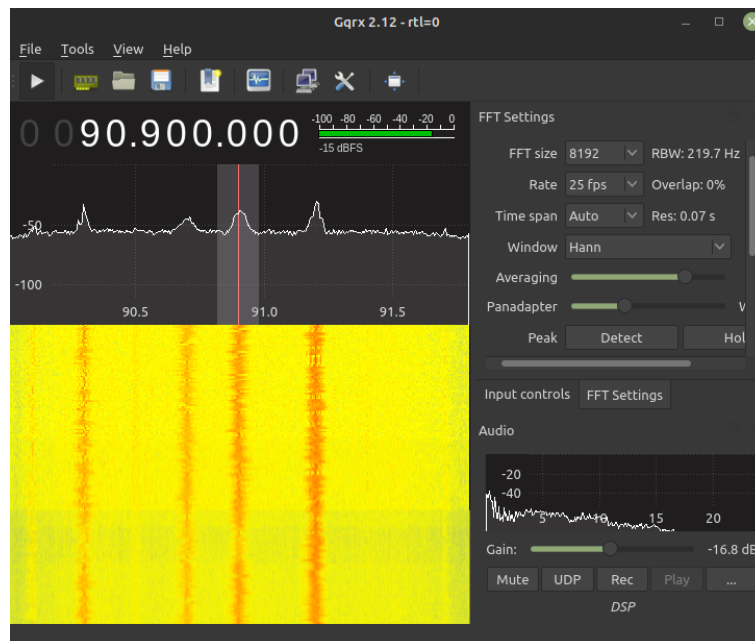 Gqrx 2.12 - rtl=0
File Tools View Help
0 090.900.000
-100 -80 -60 -40 -20 0
-15 dBFS
-50
-100
90.5 91.0 91.5
FFT Settings
FFT size 8192 RBW: 219.7 Hz
Rate 25 fps Overlap: 0%
Time span Auto Res: 0.07 s
Window Hann
Averaging
Panadapter
Peak Detect Hol
Input controls FFT Settings
Audio
-20
-40
5 10 15 20
Gain: -16.8 dB
Mute UDP Rec Play ...
DSP